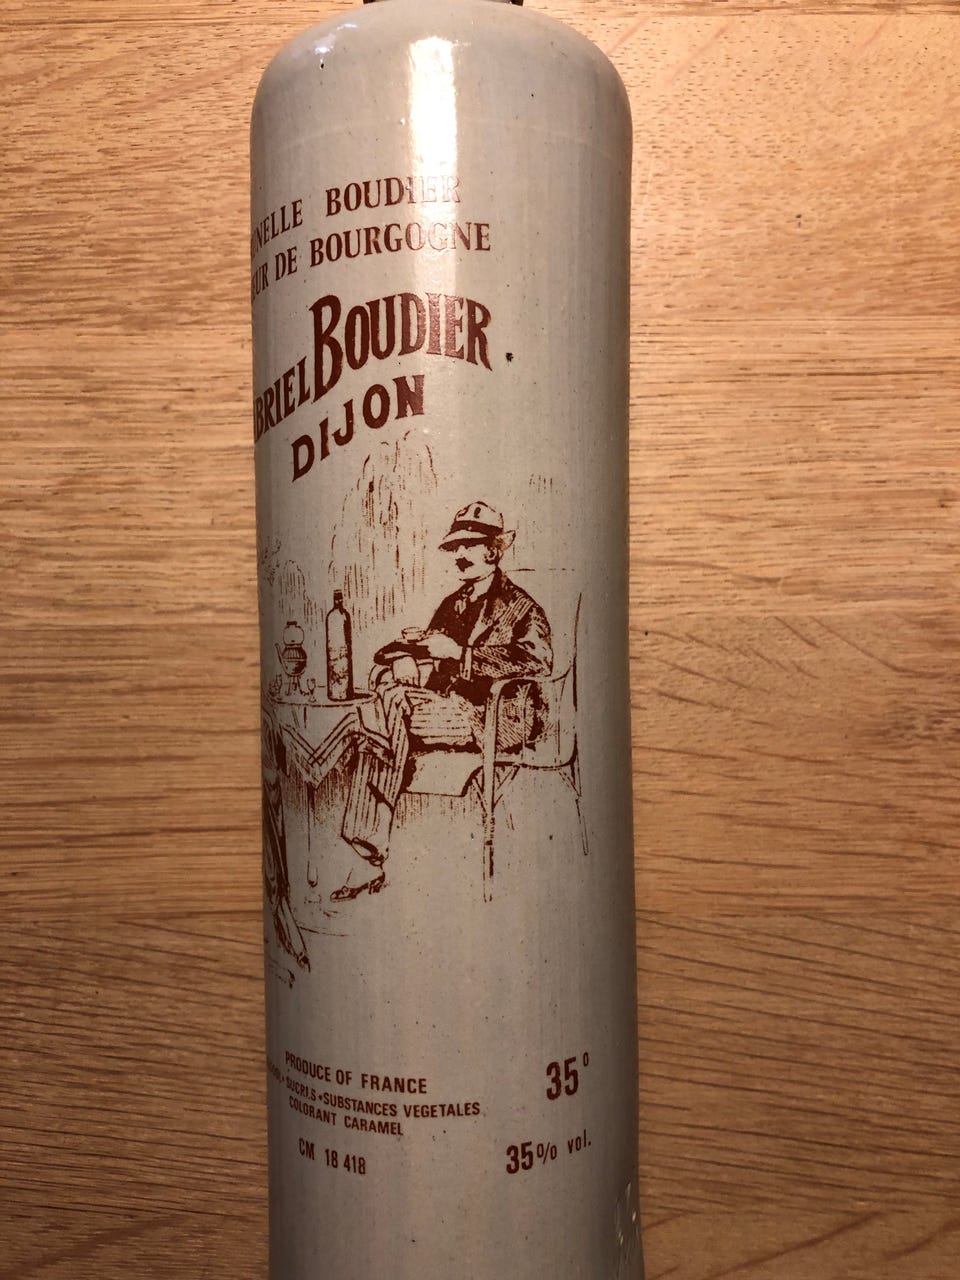 NELLE BOUDIER
UR DE BOURGOGNE
BRIEL BOUDIER
DIJON
PRODUCE OF FRANCE
SUCRES•SUBSTANCES VEGETALES
COLORANT CARAMEL
CM 18 418
35°
35% vol.